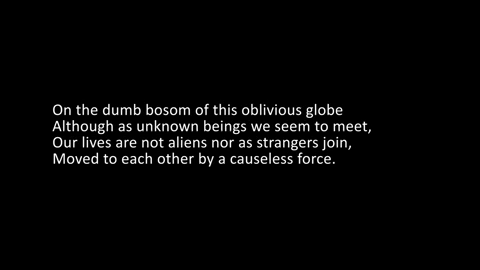 On the dumb bosom of this oblivious globe
Although as unknown beings we seem to meet,
Our lives are not aliens nor as strangers join,
Moved to each other by a causeless force.